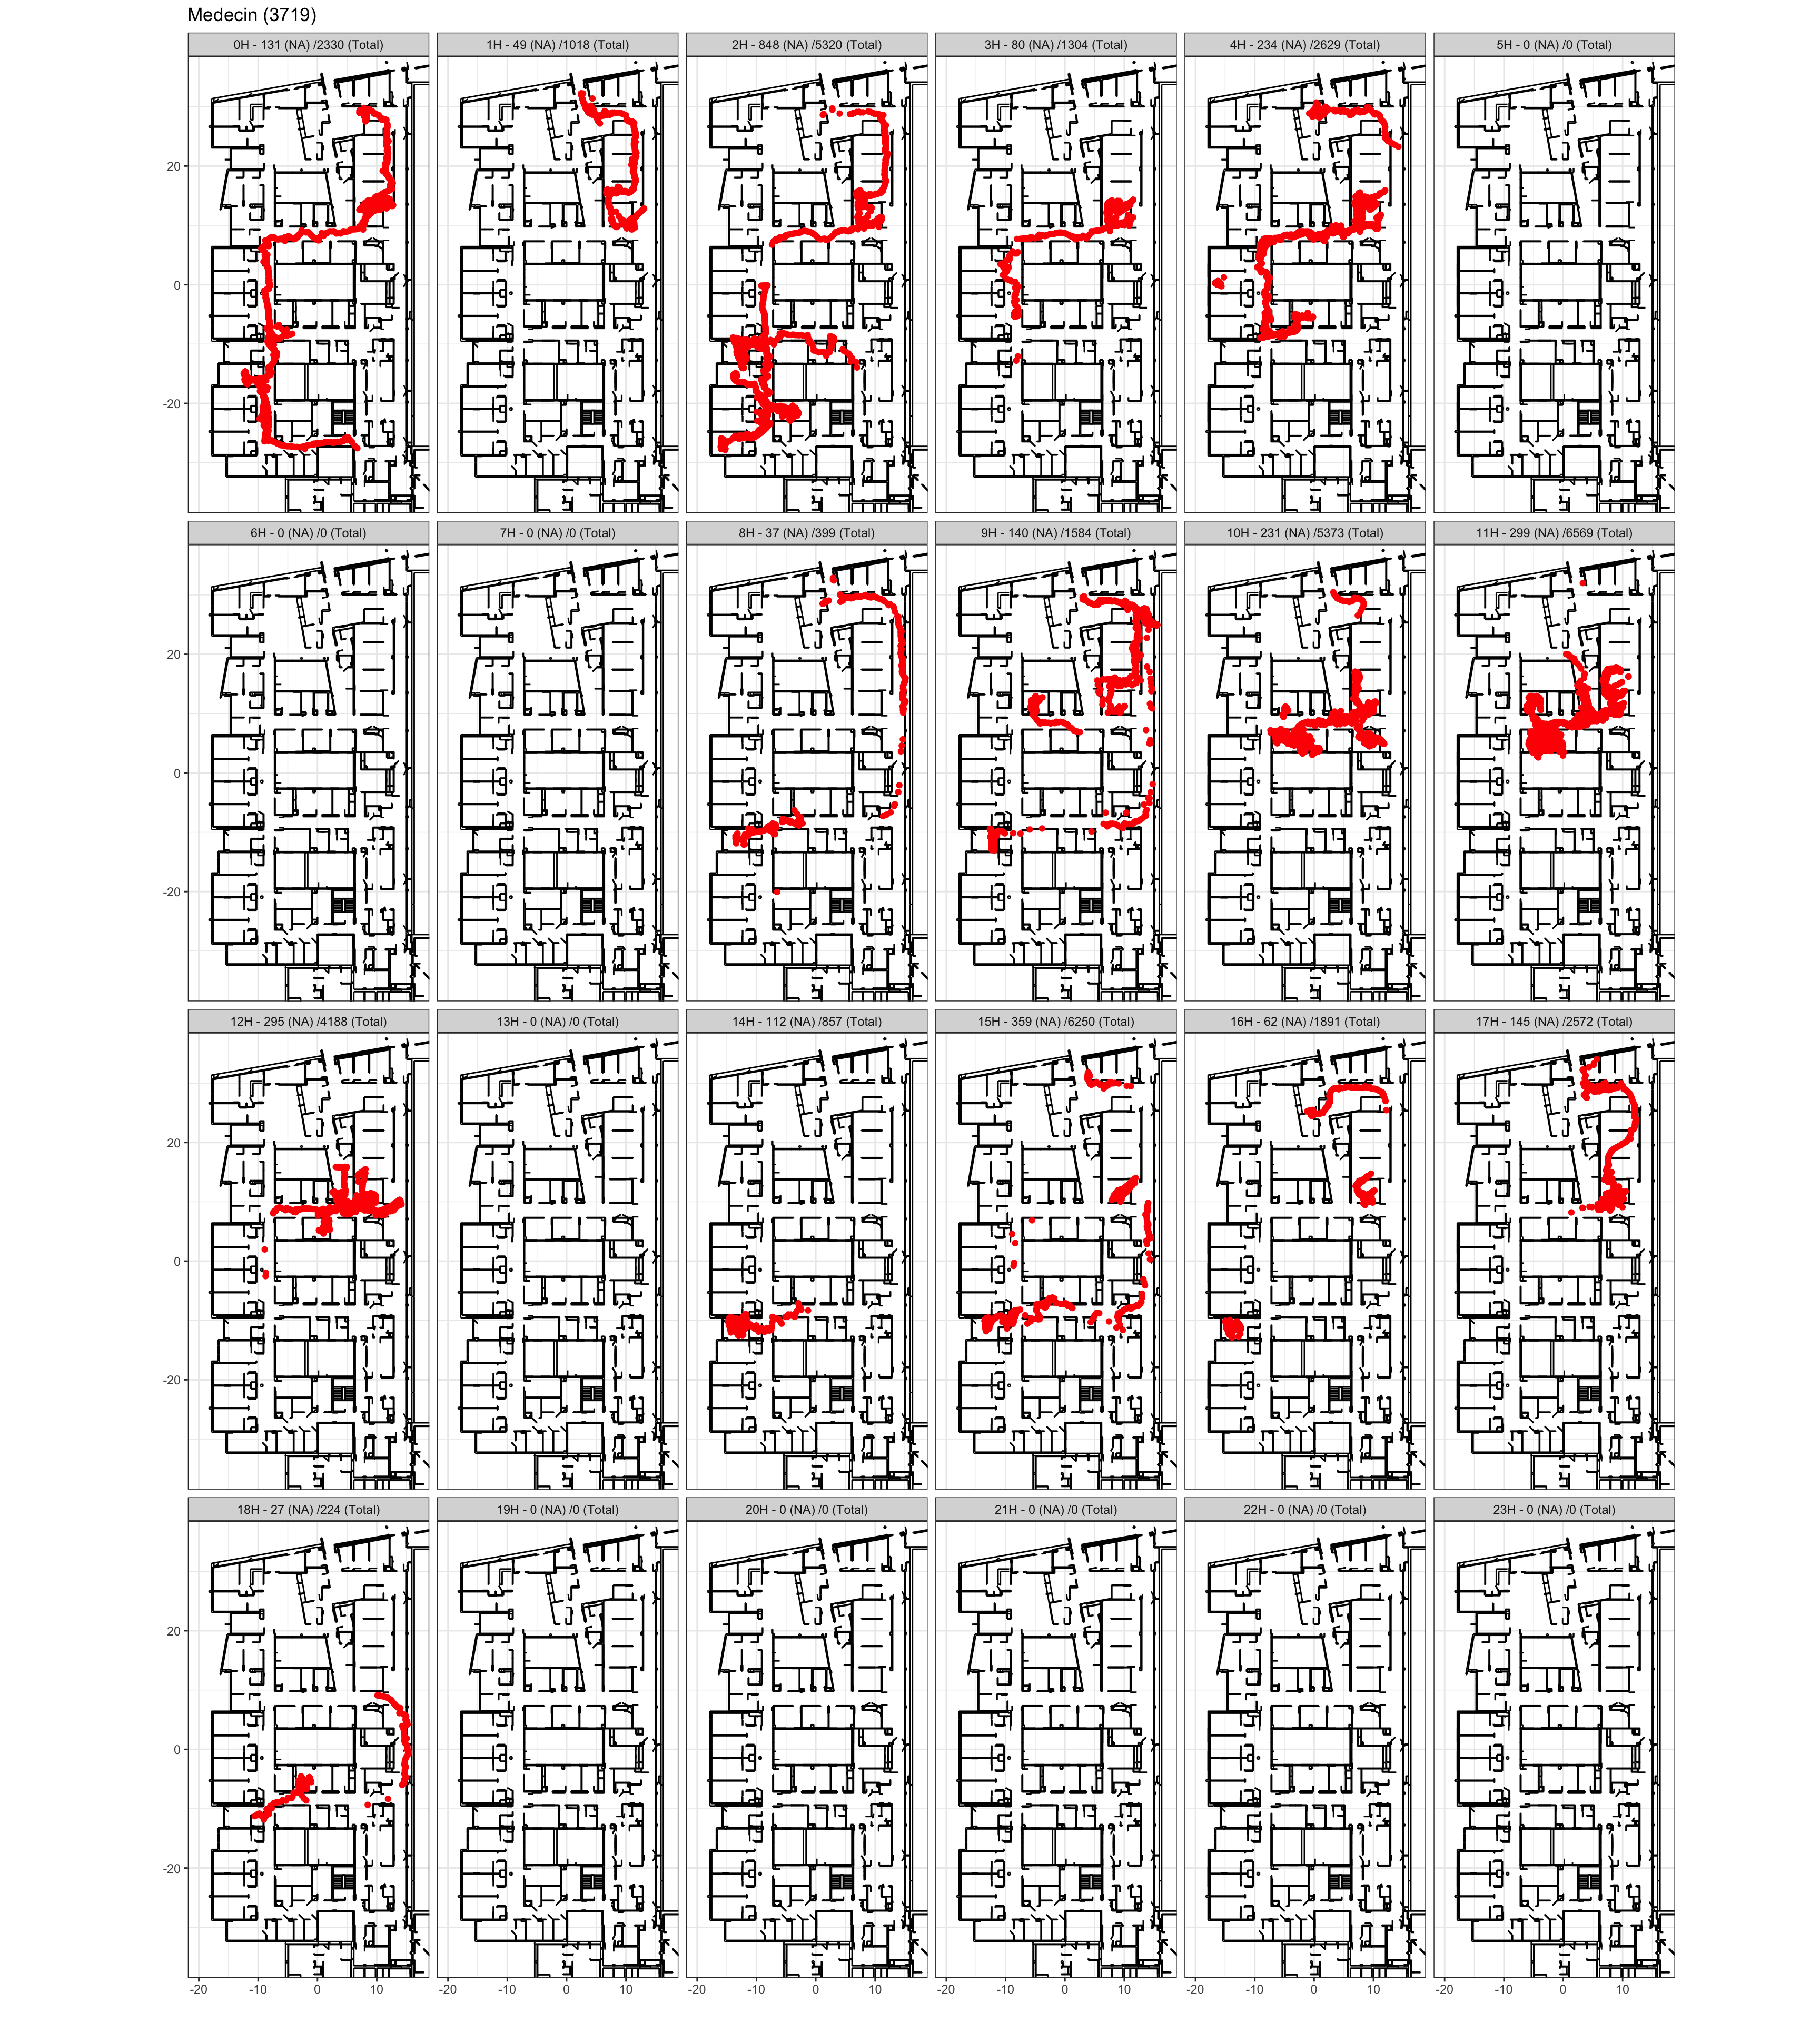 Medecin (3719)
0H - 131 (NA) /2330 (Total) 1H - 49 (NA) /1018 (Total) 2H - 848 (NA) /5320 (Total) 3H - 80 (NA) /1304 (Total) 4H - 234 (NA) /2629 (Total) 5H - 0 (NA) /0 (Total)
20
0
-20
6H - 0 (NA) /0 (Total) 7H - 0 (NA) /0 (Total) 8H - 37 (NA) /399 (Total) 9H - 140 (NA) /1584 (Total) 10H - 231 (NA) /5373 (Total) 11H - 299 (NA) /6569 (Total)
20
0
-20
12H - 295 (NA) /4188 (Total) 13H - 0 (NA) /0 (Total) 14H - 112 (NA) /857 (Total) 15H - 359 (NA) /6250 (Total) 16H - 62 (NA) /1891 (Total) 17H - 145 (NA) /2572 (Total)
20
0
-20
18H - 27 (NA) /224 (Total) 19H - 0 (NA) /0 (Total) 20H - 0 (NA) /0 (Total) 21H - 0 (NA) /0 (Total) 22H - 0 (NA) /0 (Total) 23H - 0 (NA) /0 (Total)
20
0
-20
-20 -10 0 10 -20 -10 0 10 -20 -10 0 10 -20 -10 0 10 -20 -10 0 10 -20 -10 0 10